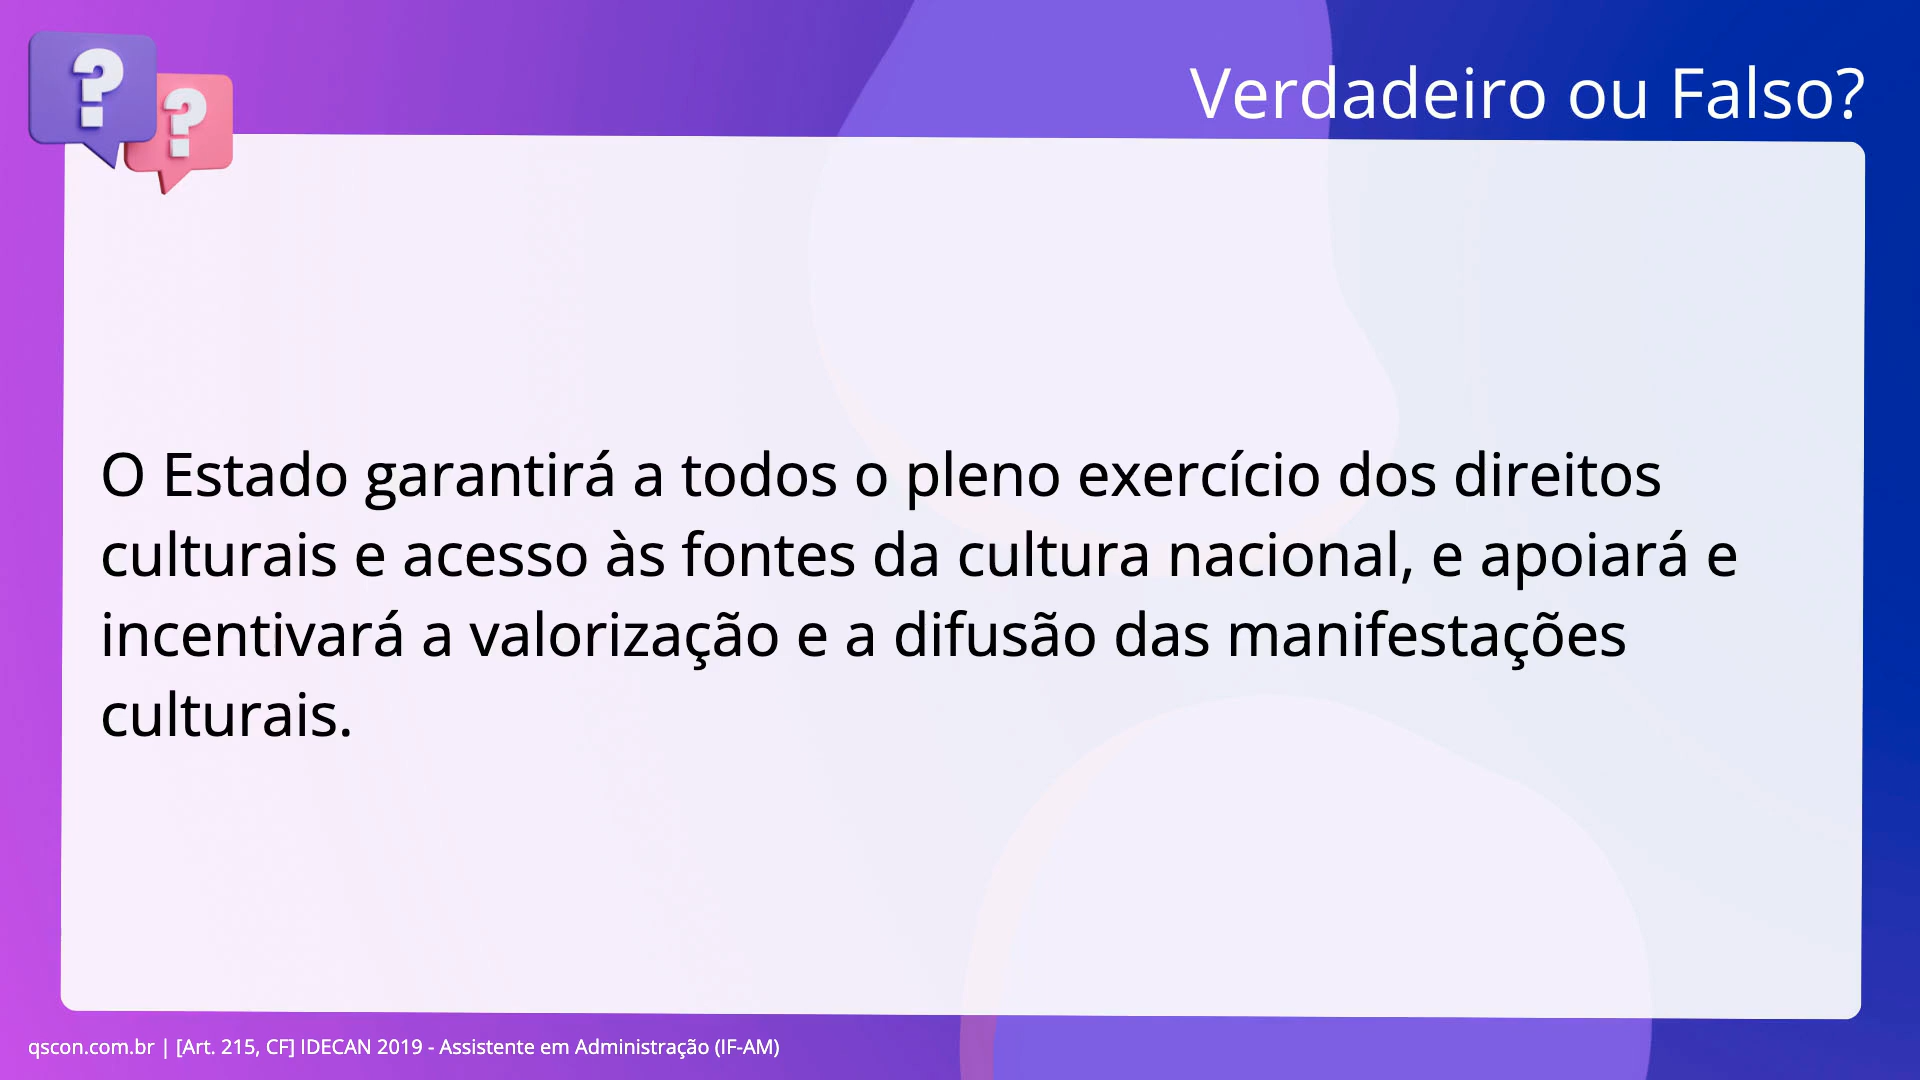 ? ?
Verdadeiro ou Falso?
O Estado garantirá a todos o pleno exercício dos direitos
culturais e acesso às fontes da cultura nacional, e apoiará e
incentivará a valorização e a difusão das manifestações
culturais.
qscon.com.br | [Art. 215, CF] IDECAN 2019 - Assistente em Administração (IF-AM)